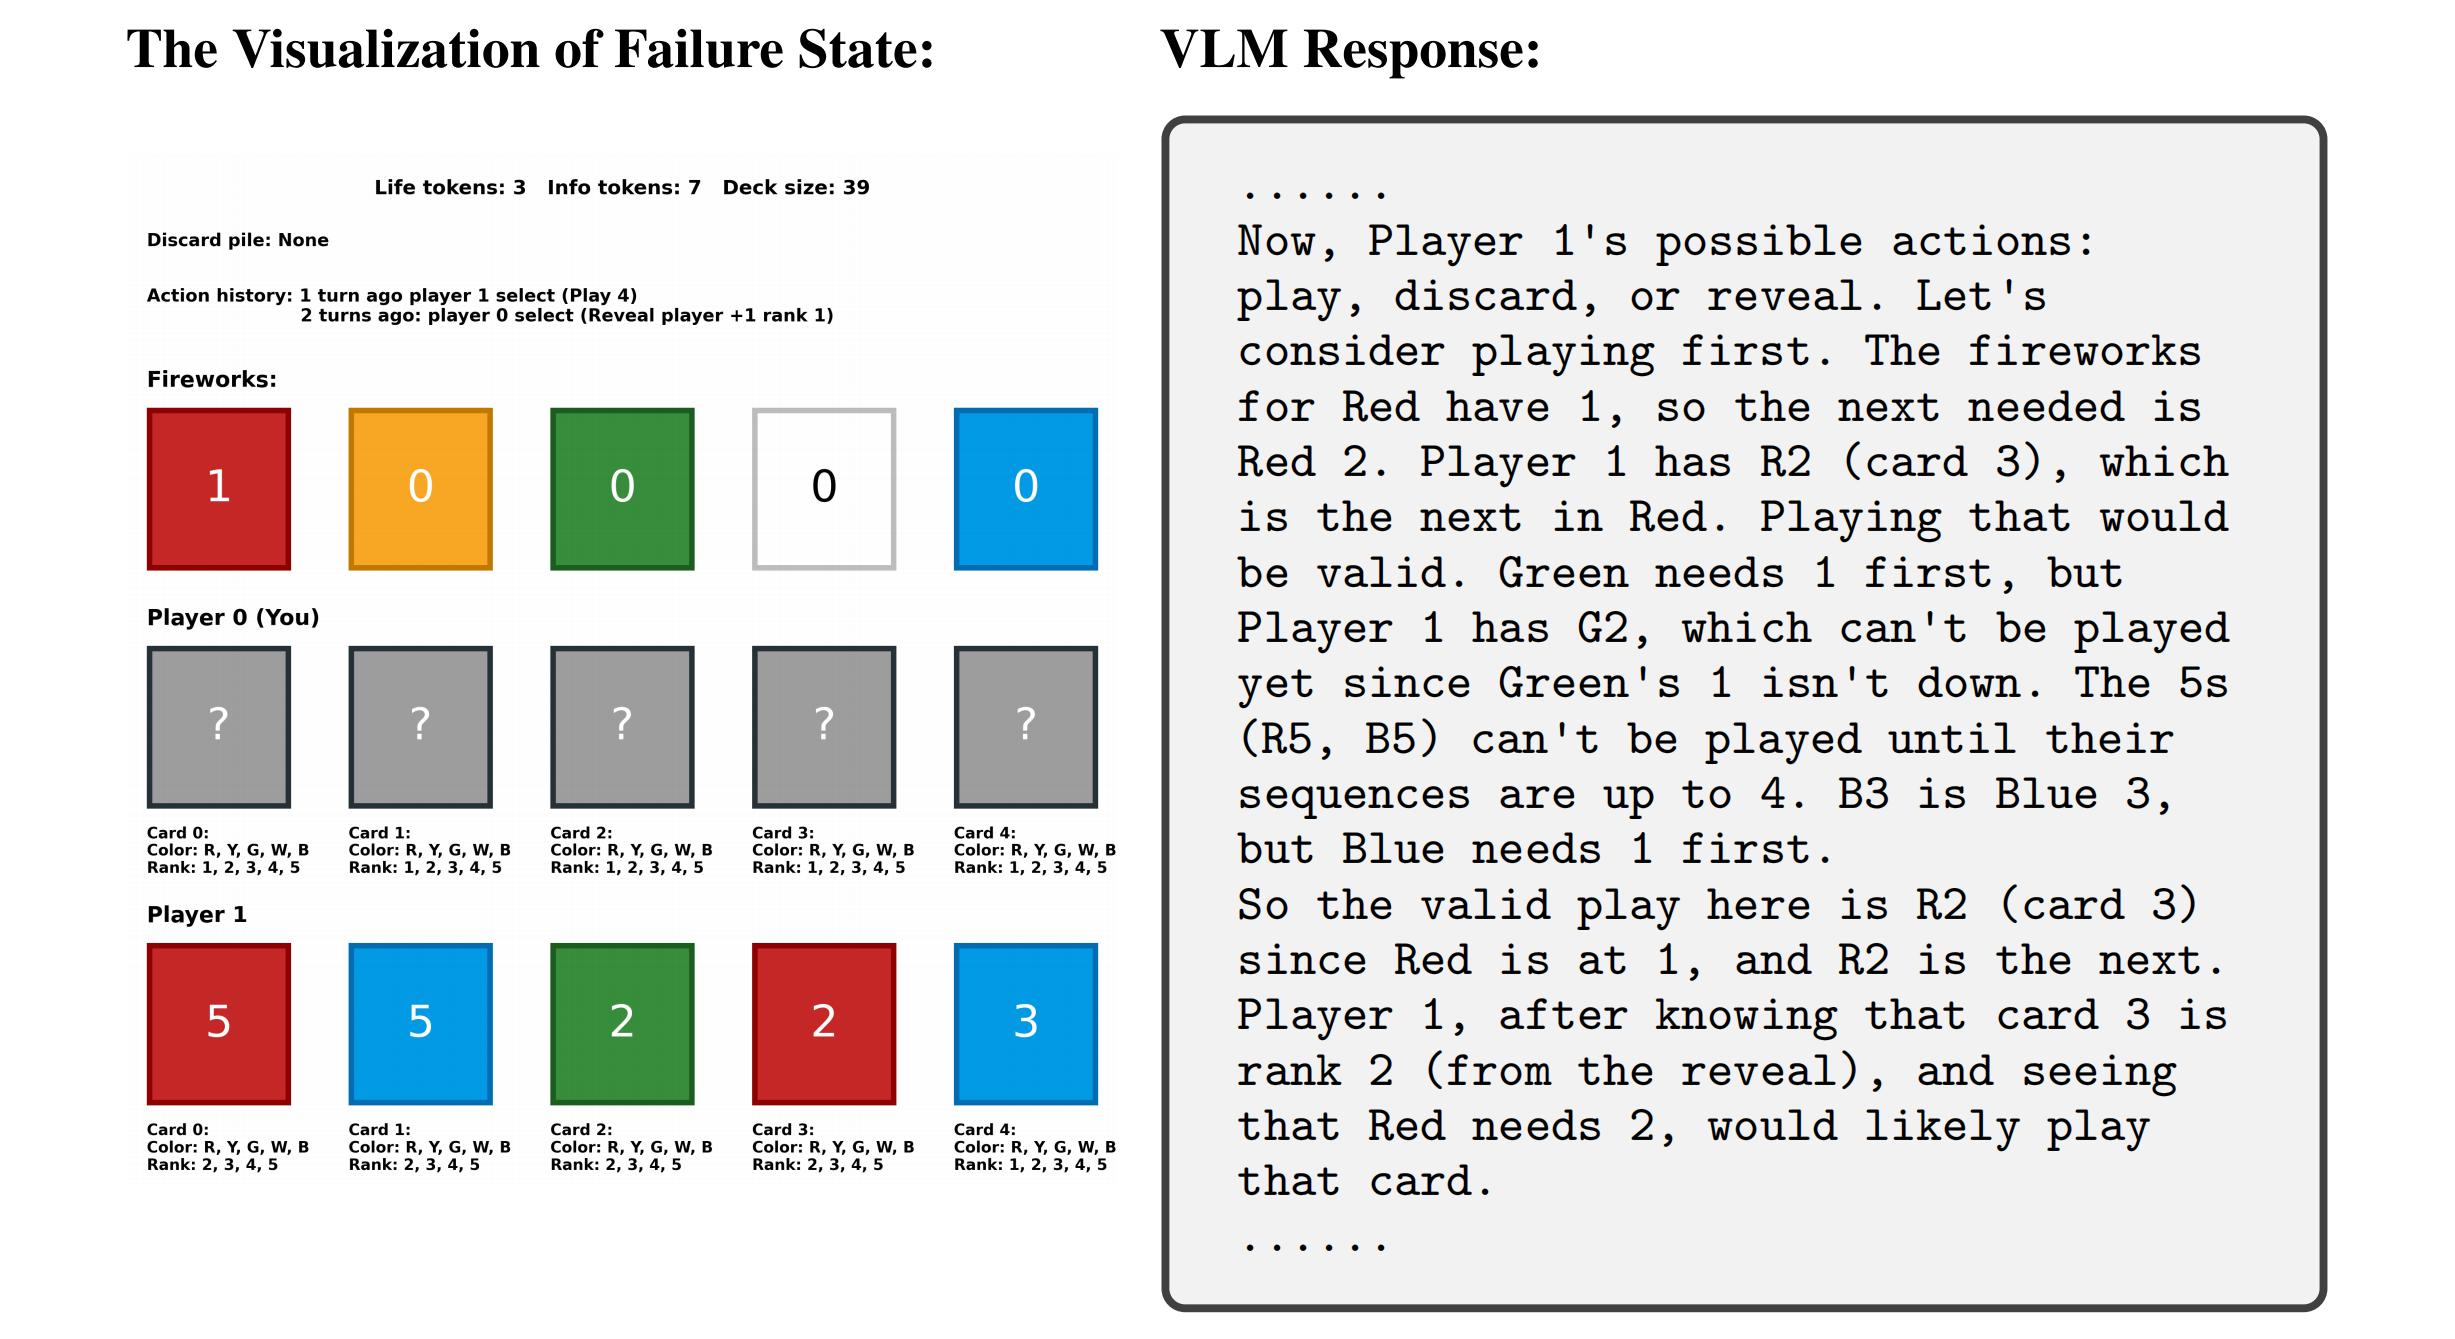 The Visualization of Failure State:
Life tokens: 3   Info tokens: 7   Deck size: 39
Discard pile: None
Action history: 1 turn ago player 1 select (Play 4)
2 turns ago: player 0 select (Reveal player +1 rank 1)
Fireworks:
1 0 0 0 0
Player 0 (You)
? ? ? ? ?
Card 0: Card 1: Card 2: Card 3: Card 4:
Color: R, Y, G, W, B Color: R, Y, G, W, B Color: R, Y, G, W, B Color: R, Y, G, W, B Color: R, Y, G, W, B
Rank: 1, 2, 3, 4, 5 Rank: 1, 2, 3, 4, 5 Rank: 1, 2, 3, 4, 5 Rank: 1, 2, 3, 4, 5 Rank: 1, 2, 3, 4, 5
Player 1
5 5 2 2 3
Card 0: Card 1: Card 2: Card 3: Card 4:
Color: R, Y, G, W, B Color: R, Y, G, W, B Color: R, Y, G, W, B Color: R, Y, G, W, B Color: R, Y, G, W, B
Rank: 2, 3, 4, 5 Rank: 2, 3, 4, 5 Rank: 2, 3, 4, 5 Rank: 2, 3, 4, 5 Rank: 1, 2, 3, 4, 5
VLM Response:
......
Now, Player 1's possible actions:
play, discard, or reveal. Let's
consider playing first. The fireworks
for Red have 1, so the next needed is
Red 2. Player 1 has R2 (card 3), which
is the next in Red. Playing that would
be valid. Green needs 1 first, but
Player 1 has G2, which can't be played
yet since Green's 1 isn't down. The 5s
(R5, B5) can't be played until their
sequences are up to 4. B3 is Blue 3,
but Blue needs 1 first.
So the valid play here is R2 (card 3)
since Red is at 1, and R2 is the next.
Player 1, after knowing that card 3 is
rank 2 (from the reveal), and seeing
that Red needs 2, would likely play
that card.
......